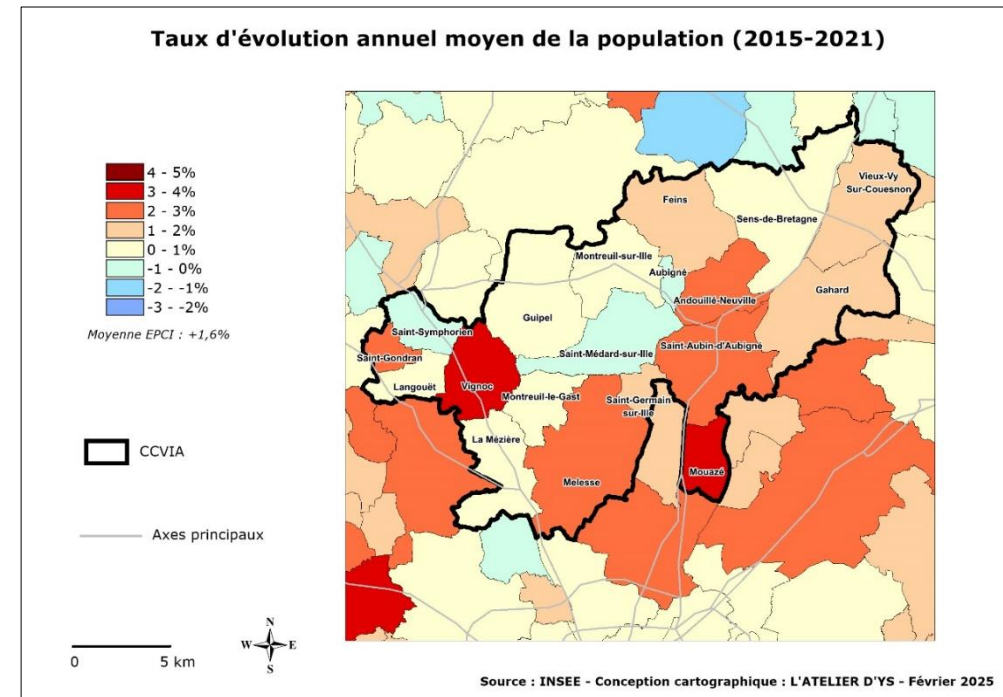 Taux d'évolution annuel moyen de la population (2015-2021)
4 - 5%
3 - 4%
2 - 3%
1 - 2%
0 - 1%
-1 - 0%
-2 - -1%
-3 - -2%
Moyenne EPCI : +1,6%
CCVIA
Axes principaux
0 5 km
N
W E
S
Vieux-Vy
Sur-Couesnon
Feins
Sens-de-Bretagne
Montreuil-sur-Ille
Aubigné
Gahard
Andouillé-Neuville
Guipel
Saint-Symphorien
Saint-Aubin-d'Aubigné
Saint-Médard-sur-Ille
Saint-Gondran
Langouët
Vignoc
Montreuil-le-Gast
Saint-Germain
sur-Ille
La Mézière
Mouazé
Melesse
Source : INSEE - Conception cartographique : L'ATELIER D'YS - Février 2025